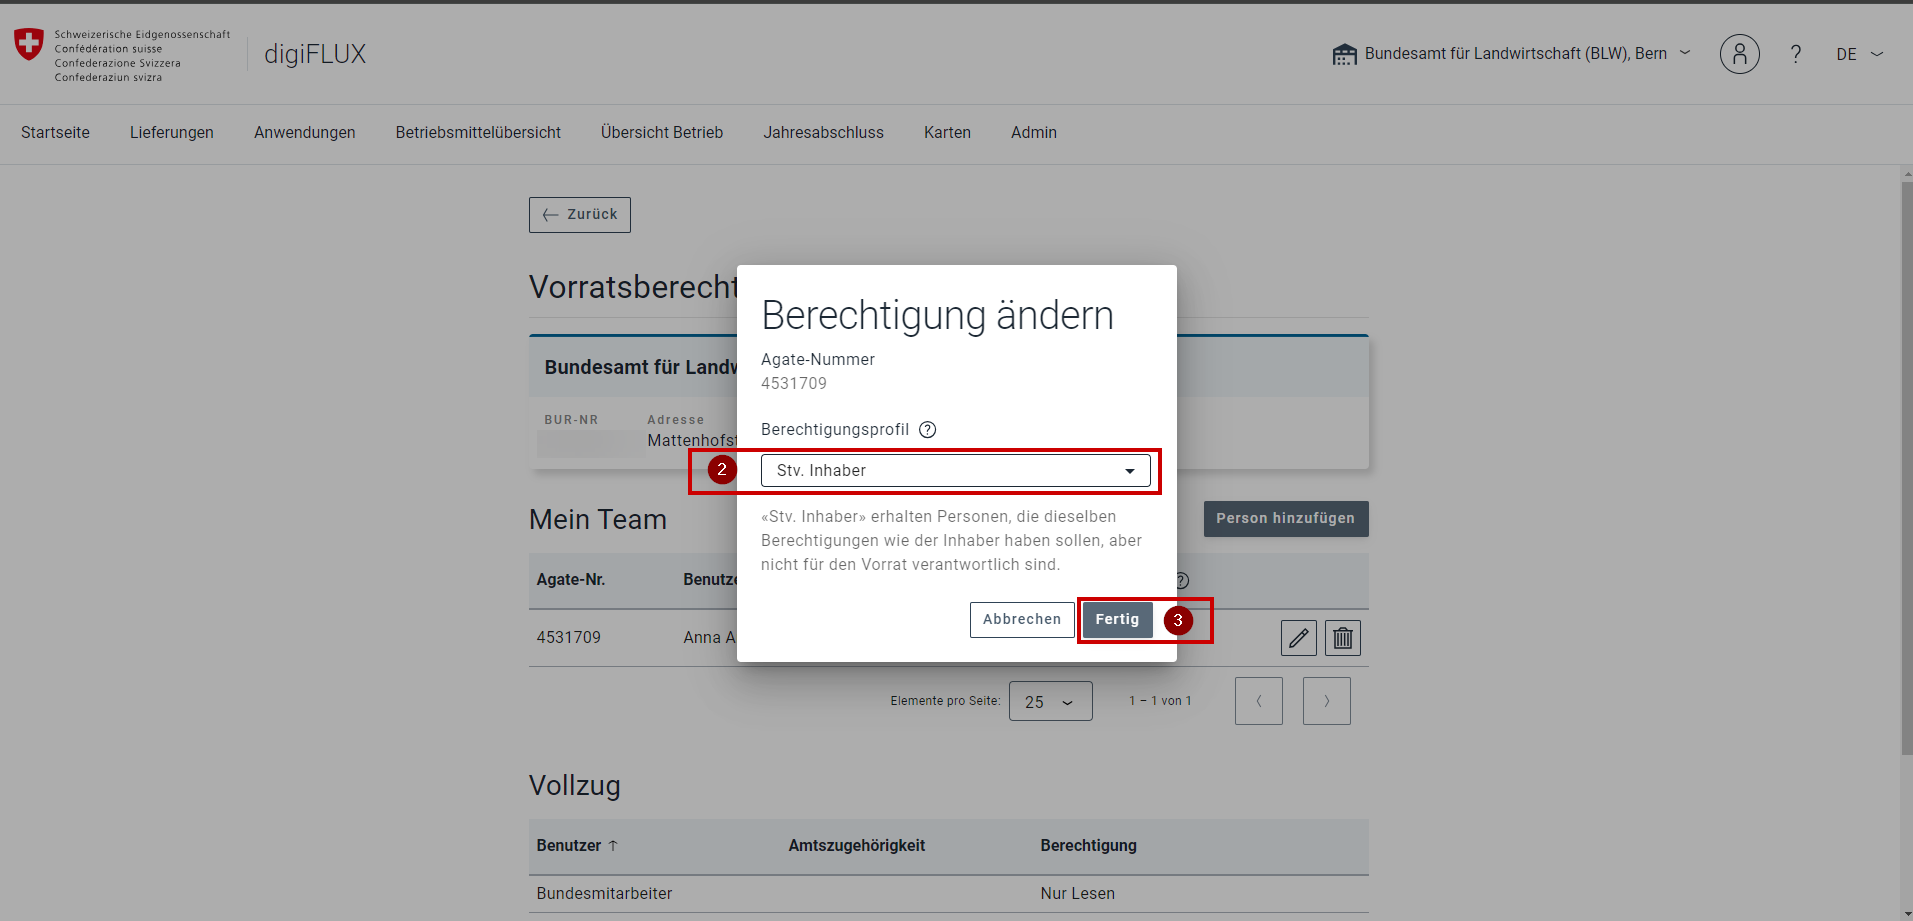 Schweizerische Eidgenossenschaft
Confédération suisse
Confederazione Svizzera
Confederaziun svizra
digiFLUX
Bundesamt für Landwirtschaft (BLW), Bern
?
DE
Startseite Lieferungen Anwendungen Betriebsmittelübersicht Übersicht Betrieb Jahresabschluss Karten Admin
Zurück
Vorratsberecht
Bundesamt für Landw
BUR-NR Adresse
Mattenhofst
Berechtigung ändern
Agate-Nummer
4531709
Berechtigungsprofil ?
2 Stv. Inhaber
«Stv. Inhaber» erhalten Personen, die dieselben
Berechtigungen wie der Inhaber haben sollen, aber
nicht für den Vorrat verantwortlich sind.
Abbrechen Fertig 3
Mein Team Person hinzufügen
Agate-Nr. Benutze ?
4531709 Anna A
Elemente pro Seite: 25 1 – 1 von 1
Vollzug
Benutzer ↑ Amtszugehörigkeit Berechtigung
Bundesmitarbeiter Nur Lesen